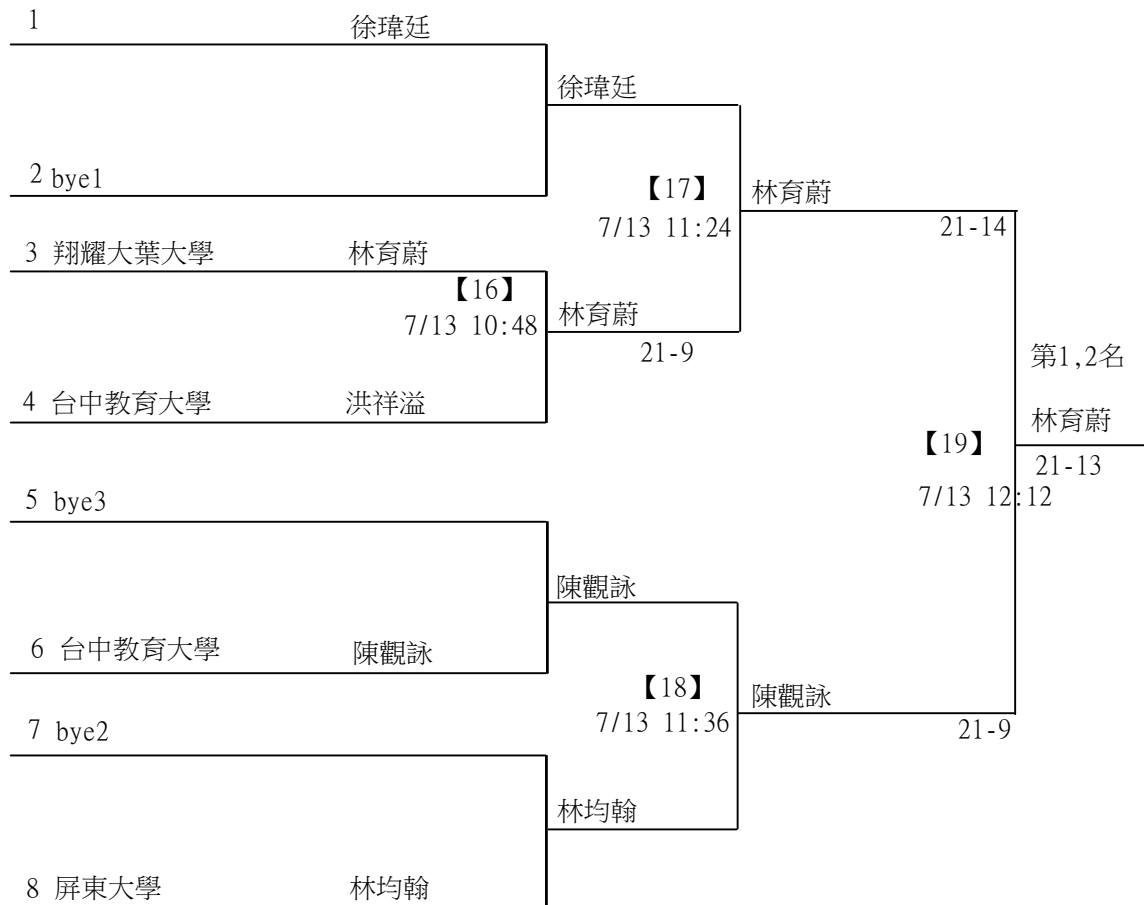 1 徐瑋廷
徐瑋廷
2 bye1
【17】
7/13 11:24
林育蔚
21-14
3 翔耀大葉大學 林育蔚
【16】
7/13 10:48
林育蔚
21-9
第1,2名
4 台中教育大學 洪祥溢
林育蔚
【19】
21-13
7/13 12:12
5 bye3
陳觀詠
6 台中教育大學 陳觀詠
【18】
7/13 11:36
陳觀詠
21-9
7 bye2
林均翰
8 屏東大學 林均翰